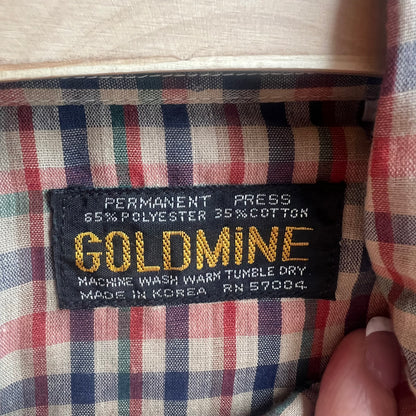 PERMANENT PRESS
65% POLYESTER 35% COTTON
GOLDMiNE
MACHINE WASH WARM TUMBLE DRY
MADE IN KOREA RN 57004